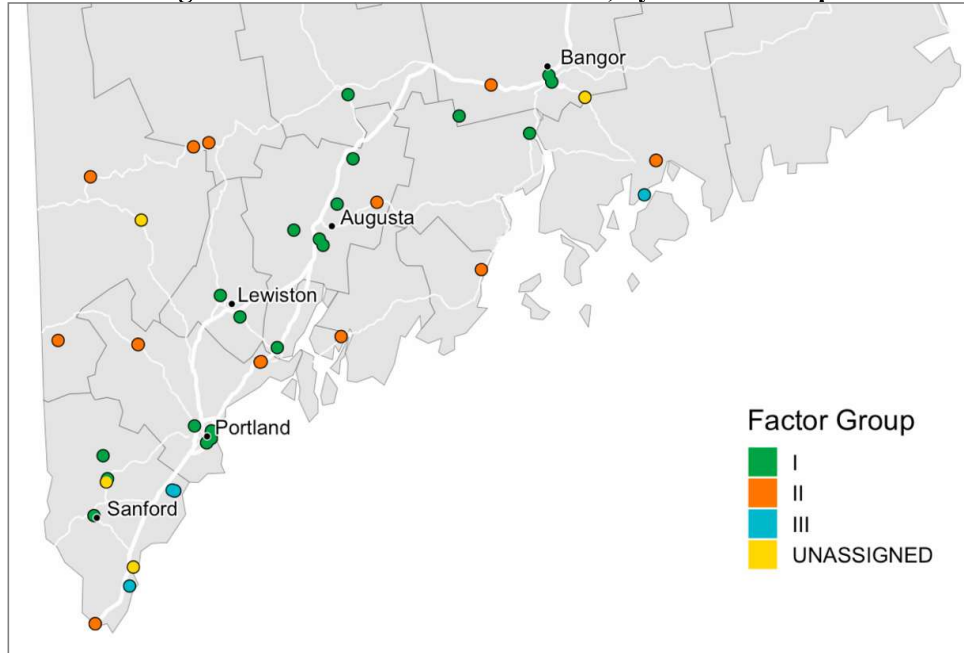 Bangor
Augusta
Lewiston
Portland
Sanford
Factor Group
I
II
III
UNASSIGNED